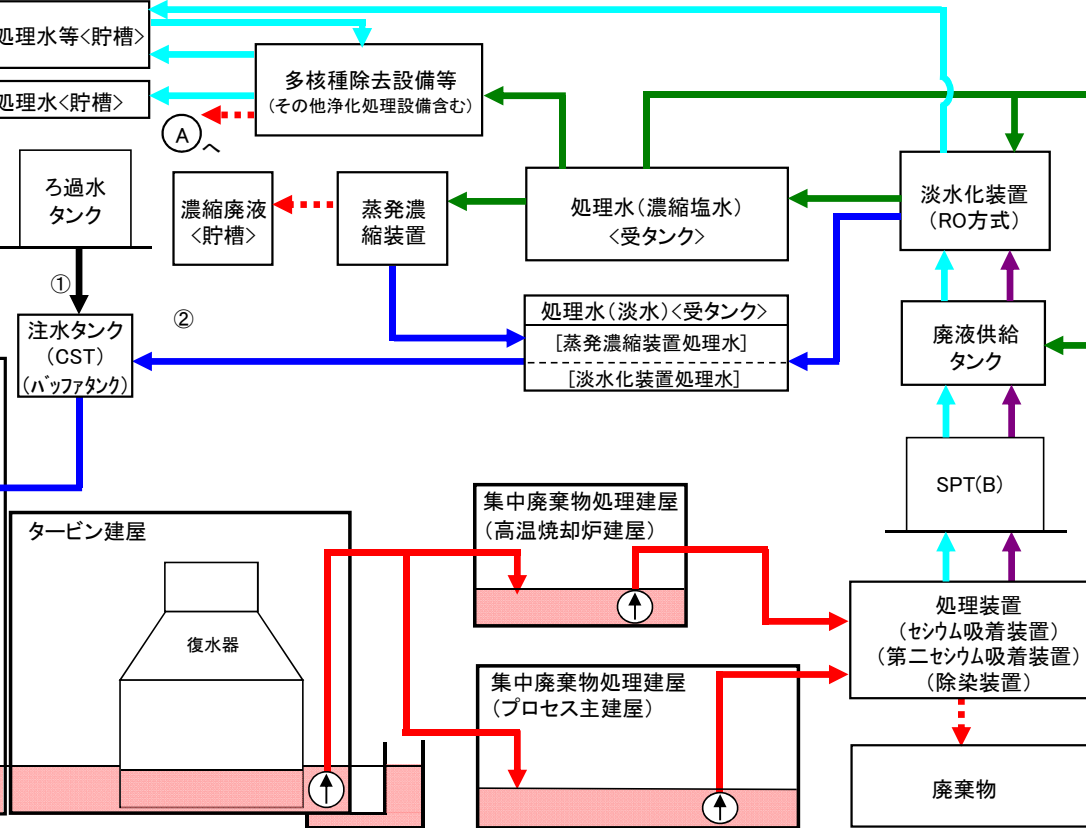 処理水等<貯槽>
処理水<貯槽>
多核種除去設備等
(その他浄化処理設備含む)
A
へ
ろ過水
タンク
①
濃縮廃液
<貯槽>
蒸発濃
縮装置
処理水(濃縮塩水)
<受タンク>
淡水化装置
(RO方式)
注水タンク
(CST)
(バッファタンク)
②
処理水(淡水)<受タンク>
[蒸発濃縮装置処理水]
[淡水化装置処理水]
廃液供給
タンク
SPT(B)
タービン建屋
復水器
集中廃棄物処理建屋
(高温焼却炉建屋)
集中廃棄物処理建屋
(プロセス主建屋)
処理装置
(セシウム吸着装置)
(第二セシウム吸着装置)
(除染装置)
廃棄物